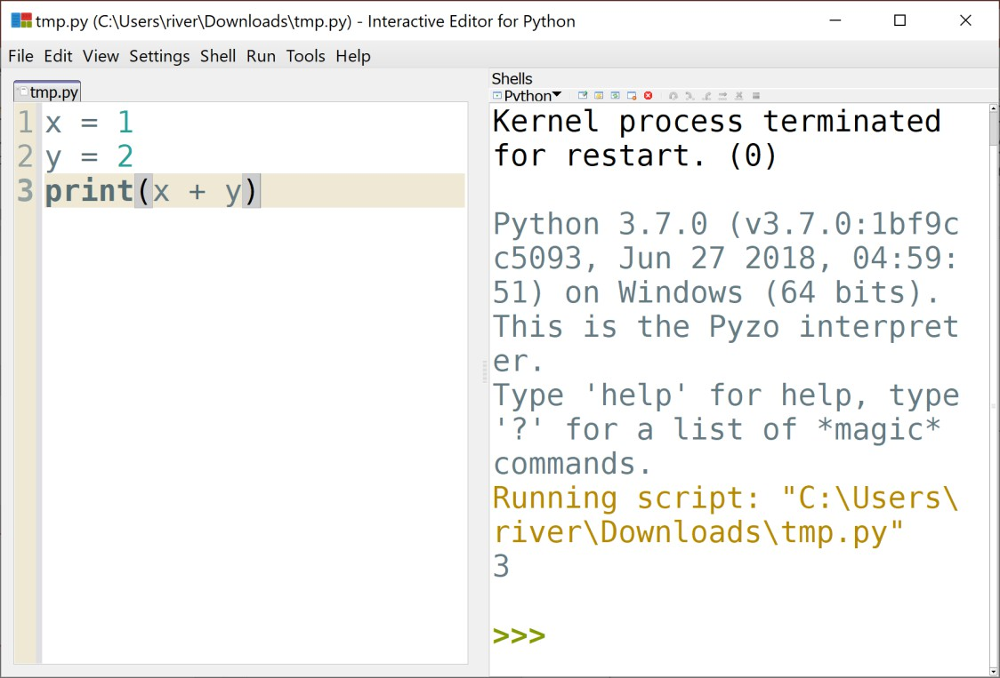 tmp.py (C:\Users\river\Downloads\tmp.py) - Interactive Editor for Python
File Edit View Settings Shell Run Tools Help
tmp.py
1 x = 1
2 y = 2
3 print(x + y)
Shells
Python
Kernel process terminated
for restart. (0)
Python 3.7.0 (v3.7.0:1bf9c
c5093, Jun 27 2018, 04:59:
51) on Windows (64 bits).
This is the Pyzo interpret
er.
Type 'help' for help, type
'?' for a list of *magic*
commands.
Running script: "C:\Users\
river\Downloads\tmp.py"
3
>>>